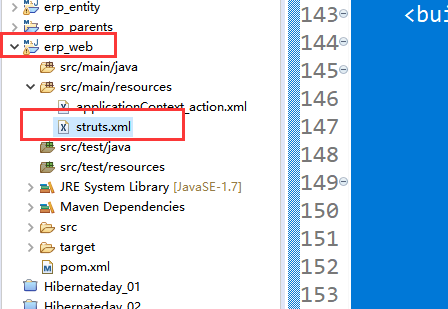 erp_entity
erp_parents
erp_web
src/main/java
src/main/resources
applicationContext_action.xml
struts.xml
src/test/java
src/test/resources
JRE System Library [JavaSE-1.7]
Maven Dependencies
src
target
pom.xml
Hibernateday_01
Hibernateday_02
143 <bui
144
145
146
147
148
149
150
151
152
153